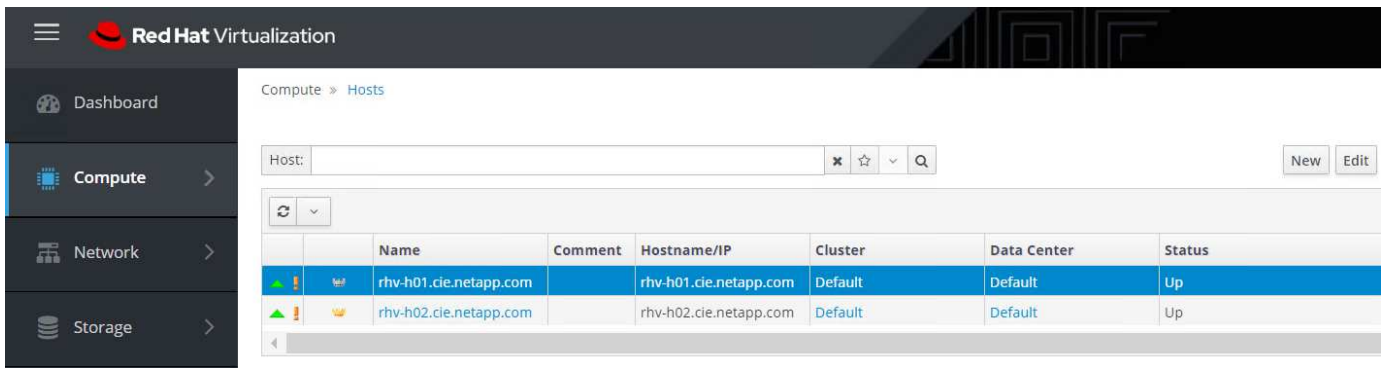 Red Hat Virtualization
Dashboard
Compute
Network
Storage
Compute » Hosts
Host:
New Edit
Name Comment Hostname/IP Cluster Data Center Status
rhv-h01.cie.netapp.com rhv-h01.cie.netapp.com Default Default Up
rhv-h02.cie.netapp.com rhv-h02.cie.netapp.com Default Default Up